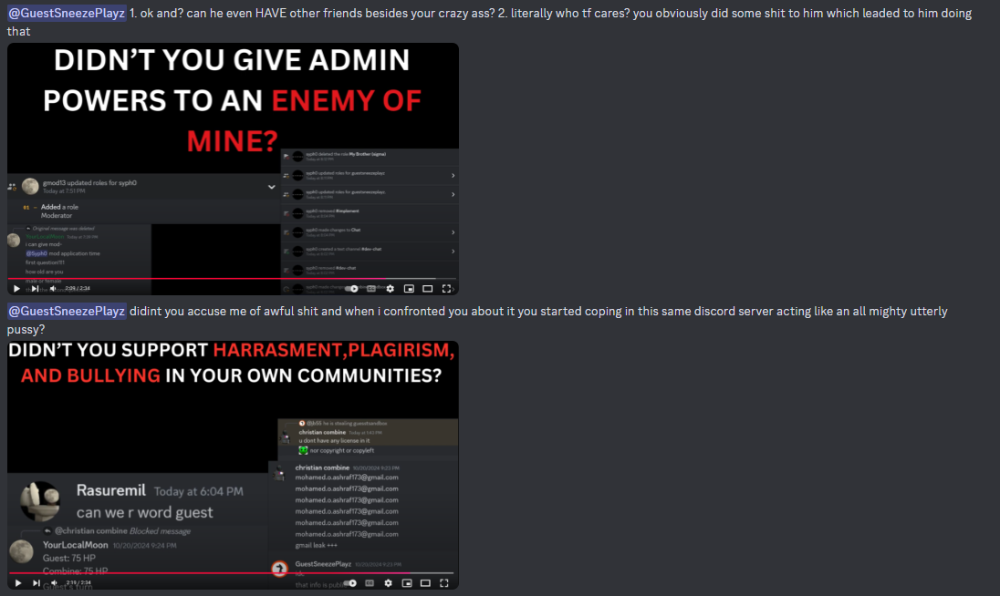 @GuestSneezePlayz 1. ok and? can he even HAVE other friends besides your crazy ass? 2. literally who tf cares? you obviously did some shit to him which leads to him doing
that
DIDN'T YOU GIVE ADMIN
POWERS TO AN ENEMY OF
MINE?
syph0 deleted the role My Brother (sigma)
syph0 updated roles for guestsneezeplayz
syph0 updated roles for guestsneezeplayz
syph0 removed #implement
syph0 made changes to Chat
syph0 created a text channel #dev-chat
syph0 removed #dev-chat
gmod13 updated roles for syph0
Today at 7:51 PM
01 – Added a role
Moderator
Original message was deleted
YourLocalMoon
i can give mod
@Syph0 mod application time
first question!!!
how old are you
male or female
2:09 / 2:34
@GuestSneezePlayz didint you accuse me of awful shit and when i confronted you about it you started coping in this same discord server acting like an all mighty utterly
pussy?
DIDN'T YOU SUPPORT HARRASMENT,PLAGIRISM,
AND BULLYING IN YOUR OWN COMMUNITIES?
he is stealing guestsandbox
christian combine Today at 1:43 PM
u dont have any license in it
nor copyright or copyleft
christian combine 10/20/2024 9:23 PM
mohamed.o.ashraf173@gmail.com
mohamed.o.ashraf173@gmail.com
mohamed.o.ashraf173@gmail.com
mohamed.o.ashraf173@gmail.com
mohamed.o.ashraf173@gmail.com
mohamed.o.ashraf173@gmail.com
gmail leak +++
GuestSneezePlayz 10/20/2024 9:23 PM
that info is public
Rasuremil Today at 6:04 PM
can we r word guest
@christian combine Blocked message
YourLocalMoon 10/20/2024 9:24 PM
Guest: 75 HP
Combine: 75 HP
Guest's turn
2:19 / 2:34